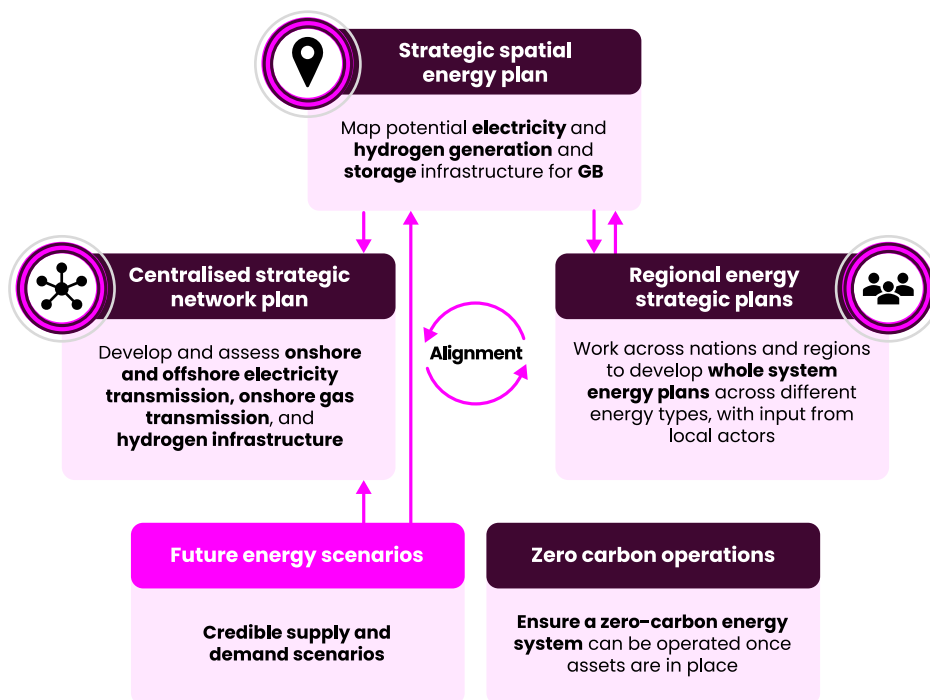 Strategic spatial
energy plan
Map potential electricity and
hydrogen generation and
storage infrastructure for GB
Centralised strategic
network plan
Develop and assess onshore
and offshore electricity
transmission, onshore gas
transmission, and
hydrogen infrastructure
Alignment
Regional energy
strategic plans
Work across nations and regions
to develop whole system
energy plans across different
energy types, with input from
local actors
Future energy scenarios
Credible supply and
demand scenarios
Zero carbon operations
Ensure a zero-carbon energy
system can be operated once
assets are in place